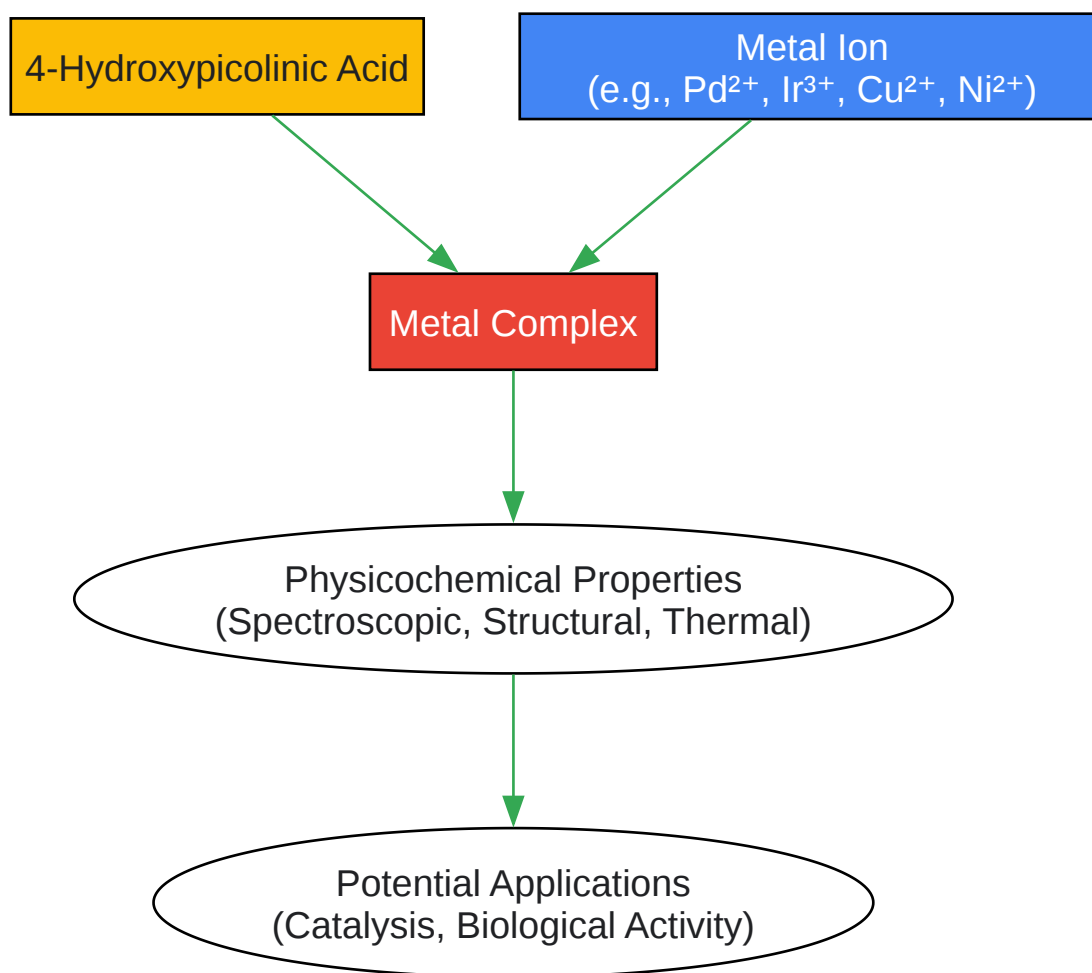 4-Hydroxypicolinic Acid
Metal Ion
(e.g., Pd²⁺, Ir³⁺, Cu²⁺, Ni²⁺)
Metal Complex
Physicochemical Properties
(Spectroscopic, Structural, Thermal)
Potential Applications
(Catalysis, Biological Activity)